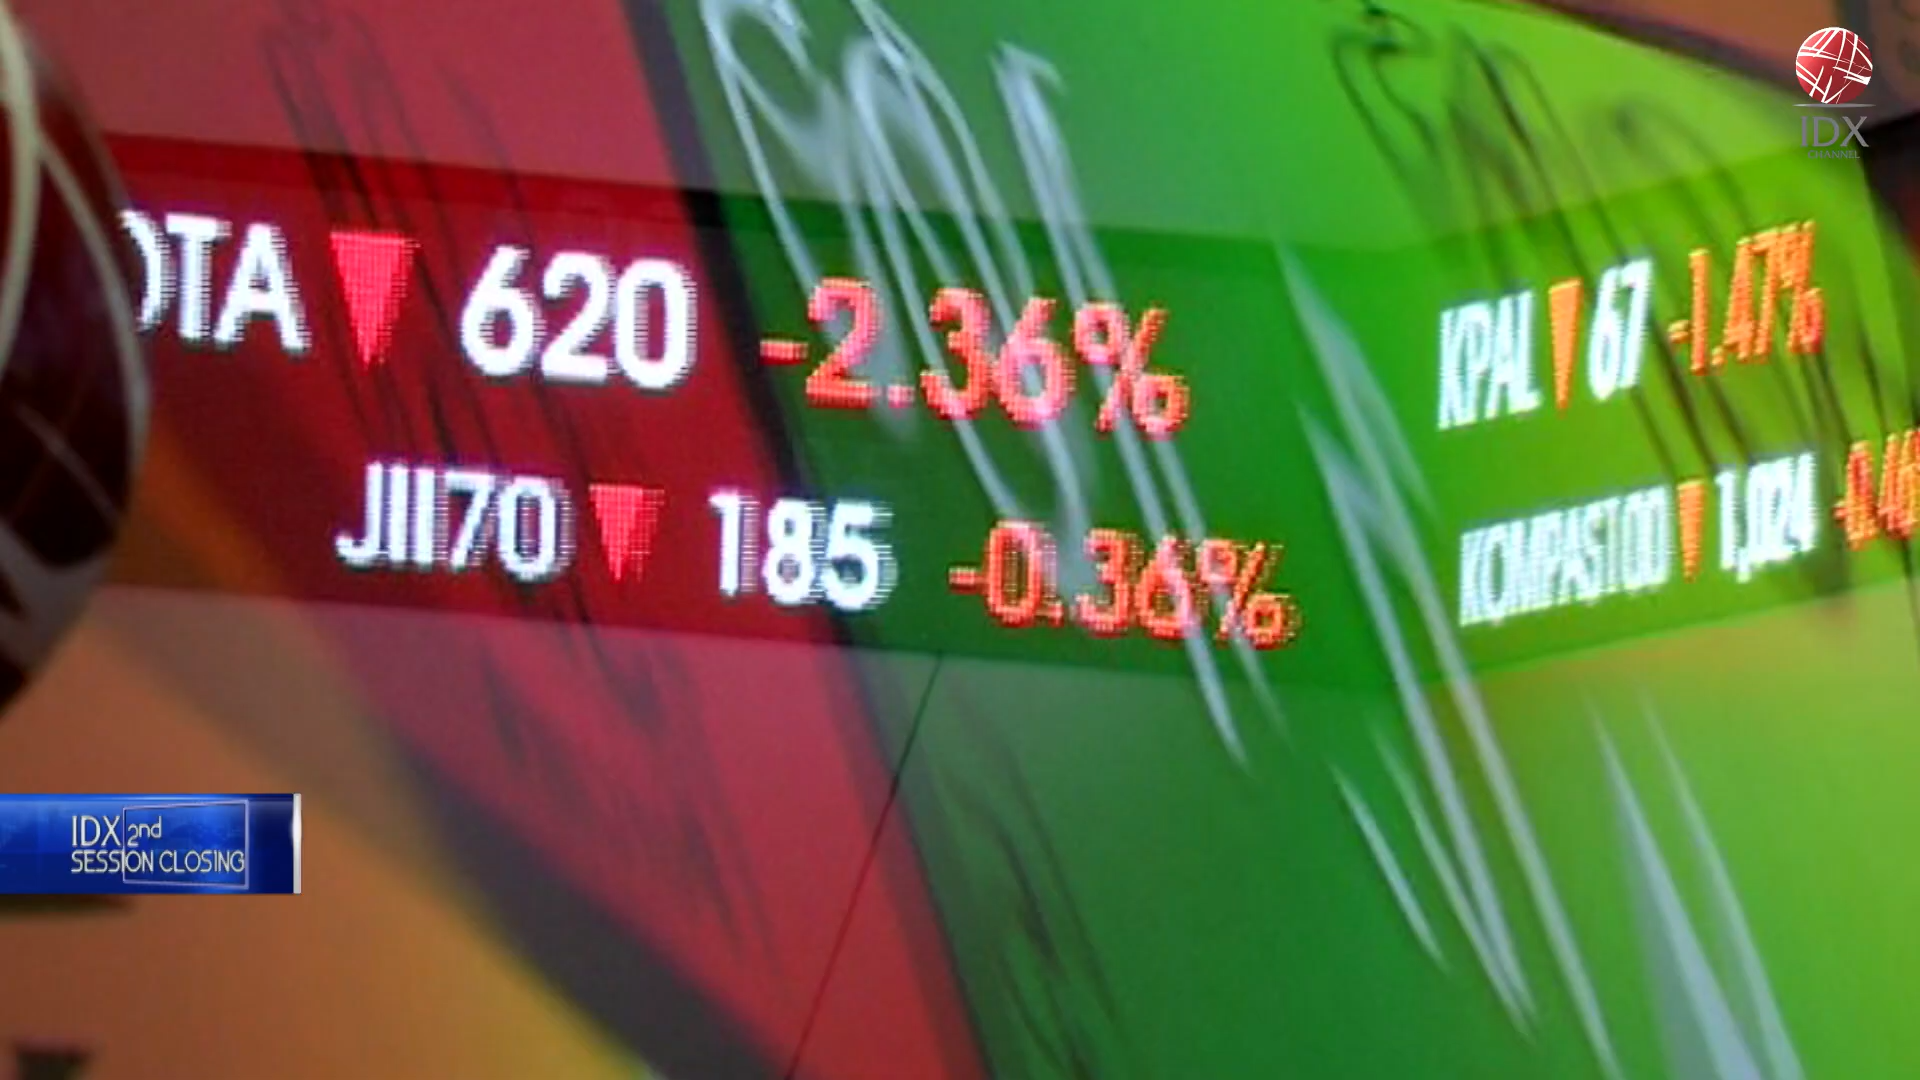 IDX
CHANNEL
OTA ▼ 620 -2.36%
KPAL ▼ 67 -1.47%
JII70 ▼ 185 -0.36%
KOMPAS100 ▼ 1,024
IDX 2nd
SESSION CLOSING